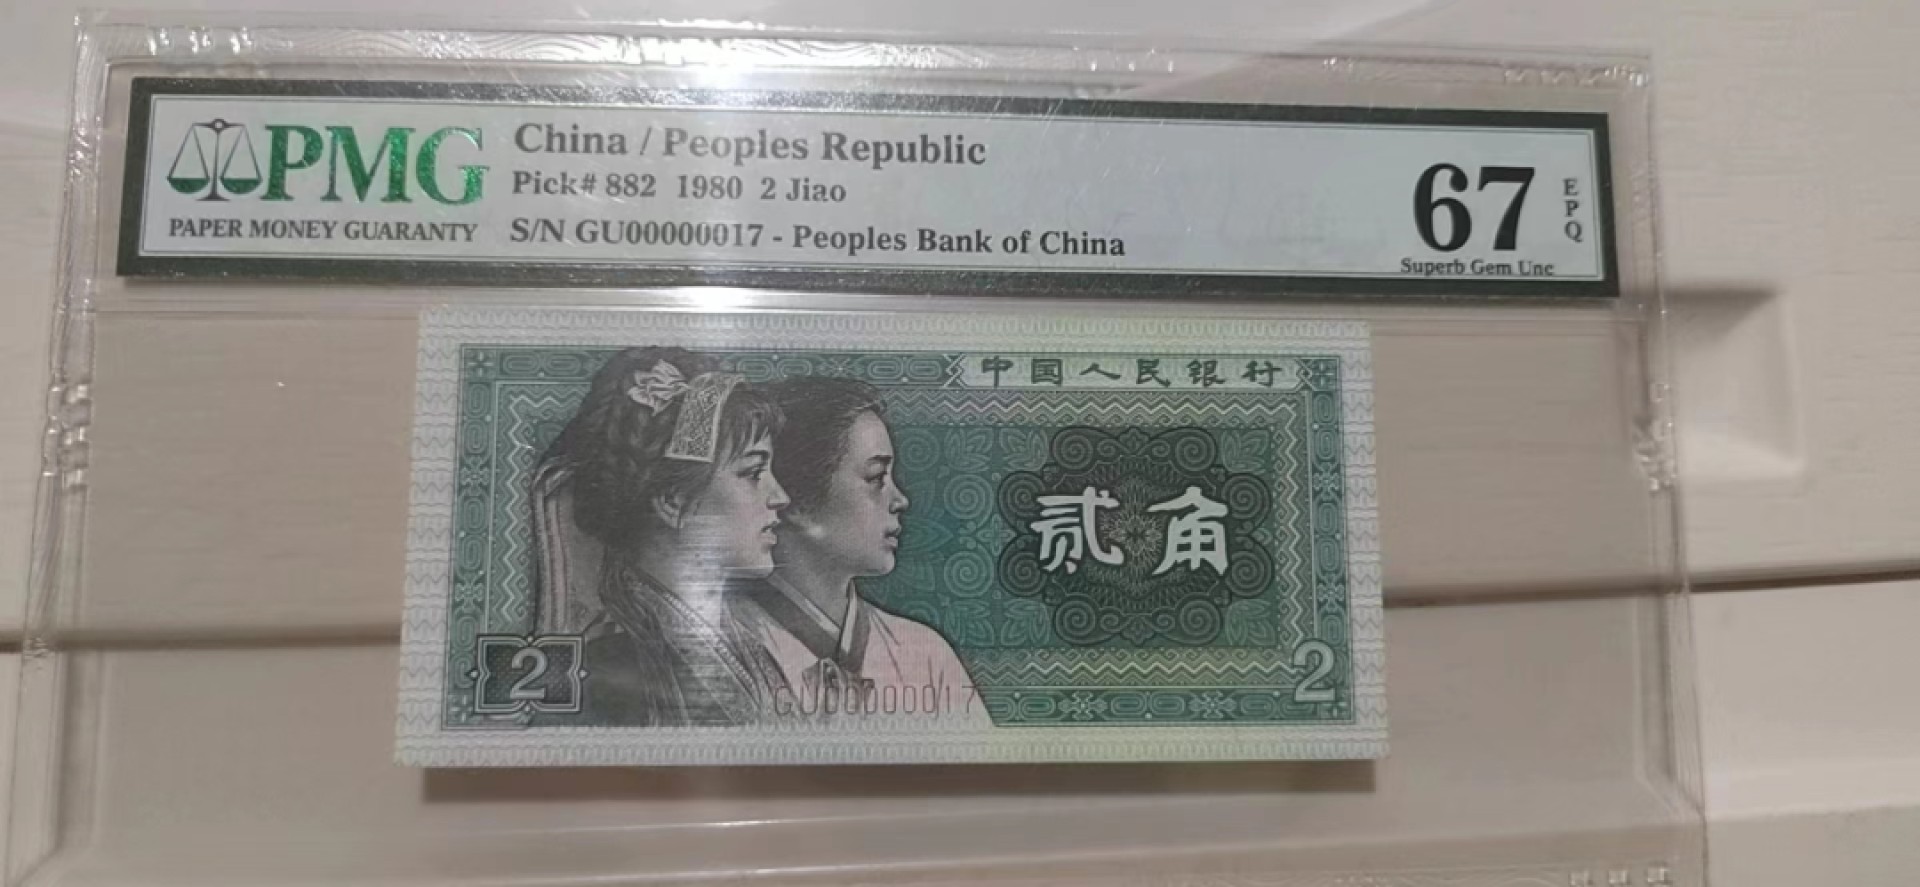 PMG
PAPER MONEY GUARANTY
China / Peoples Republic
Pick# 882 1980 2 Jiao
S/N GU00000017 - Peoples Bank of China
67
EPQ
Superb Gem Unc
中国人民银行
贰角
2
GU00000017
2